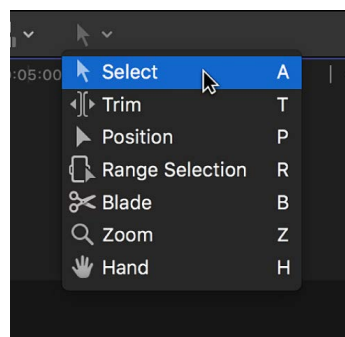 :05:00
Select A
Trim T
Position P
Range Selection R
Blade B
Zoom Z
Hand H